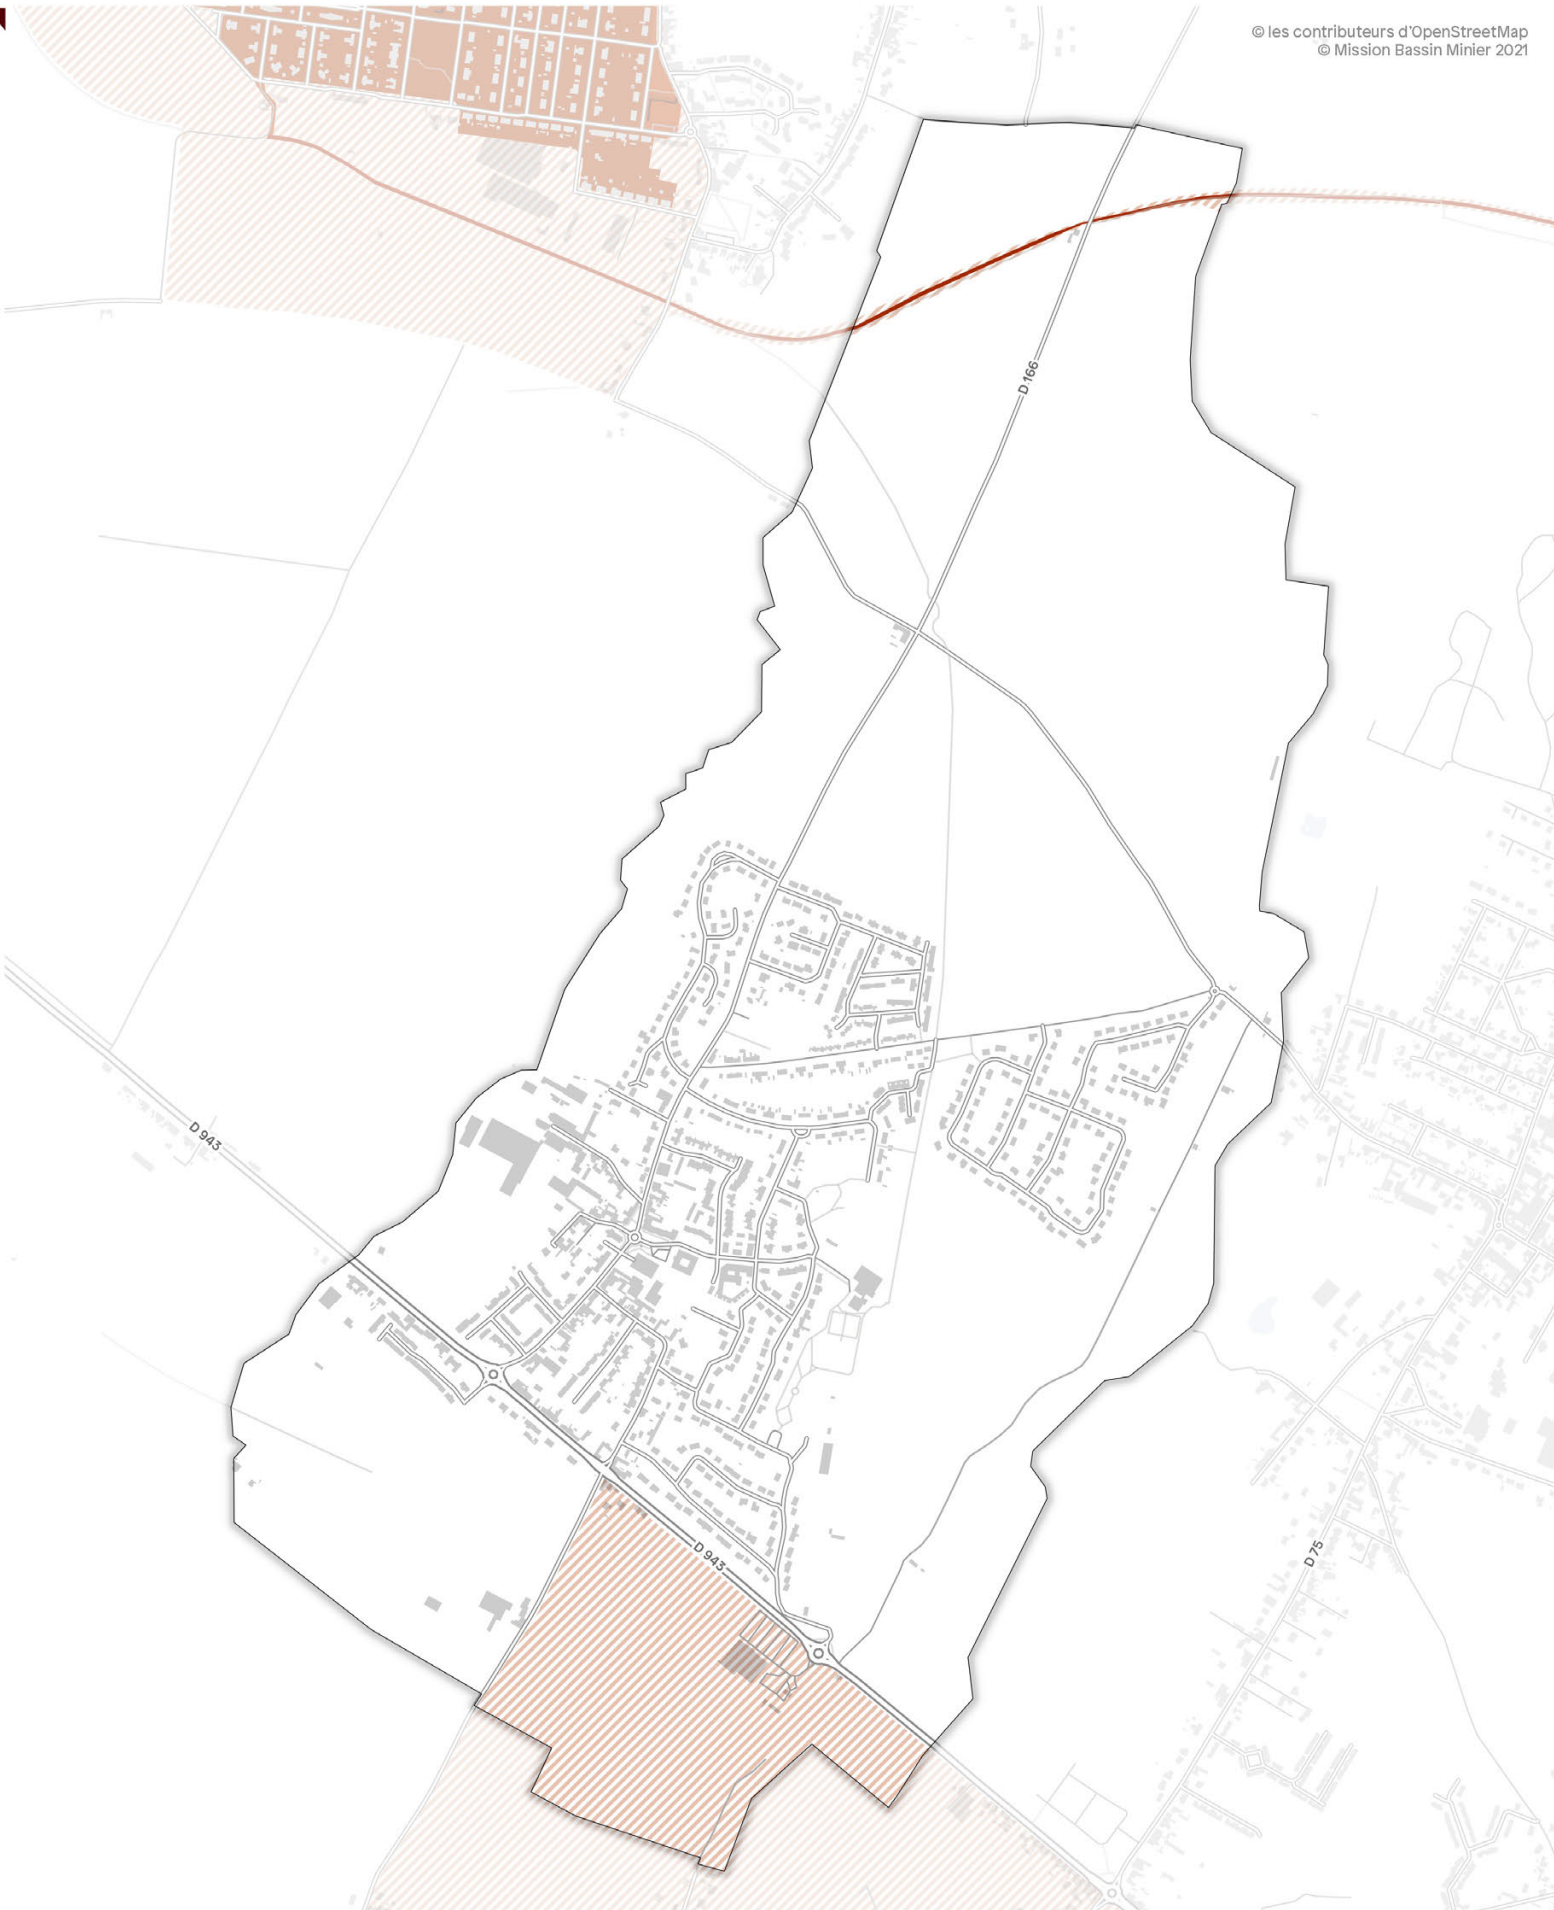 © les contributeurs d'OpenStreetMap
© Mission Bassin Minier 2021
D 166
D 943
D 943
D 75